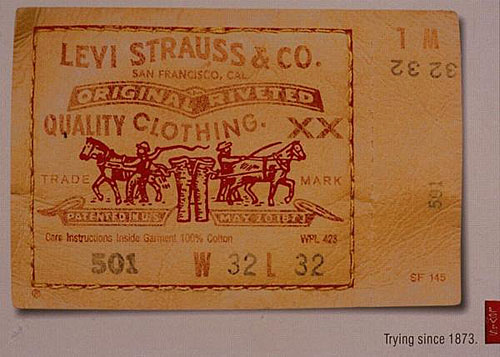 LEVI STRAUSS & CO.
SAN FRANCISCO, CAL.
ORIGINAL RIVETED
QUALITY CLOTHING. XX
TRADE MARK
PATENTED IN U.S. MAY 20 1873
Care Instructions Inside Garment 100% Cotton WPL 423
501 W 32 L 32
W L
32 32
501
SF 145
Trying since 1873.